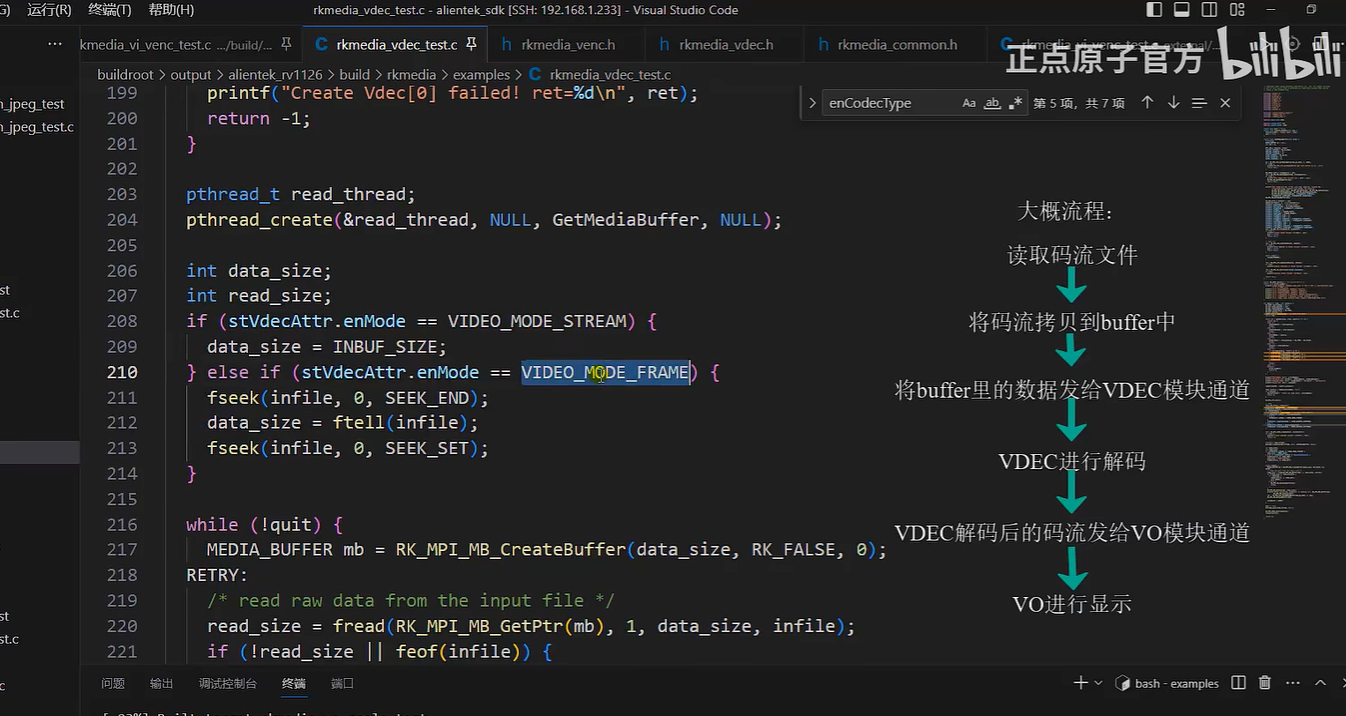 G) 运行(R) 终端(T) 帮助(H) rkmedia_vdec_test.c - alientek_sdk [SSH: 192.168.1.233] - Visual Studio Code
rkmedia_vi_venc_test.c .../build/... rkmedia_vdec_test.c rkmedia_venc.h rkmedia_vdec.h rkmedia_common.h
正点原子官方 bilibili
buildroot > output > alientek_rv1126 > build > rkmedia > examples > C rkmedia_vdec_test.c
n_jpeg_test
n_jpeg_test.c
enCodecType Aa ab .* 第 5 项, 共 7 项
199 printf("Create Vdec[0] failed! ret=%d\n", ret);
200 return -1;
201 }
202
203 pthread_t read_thread;
204 pthread_create(&read_thread, NULL, GetMediaBuffer, NULL);
205
206 int data_size;
207 int read_size;
208 if (stVdecAttr.enMode == VIDEO_MODE_STREAM) {
209 data_size = INBUF_SIZE;
210 } else if (stVdecAttr.enMode == VIDEO_MODE_FRAME) {
211 fseek(infile, 0, SEEK_END);
212 data_size = ftell(infile);
213 fseek(infile, 0, SEEK_SET);
214 }
215
216 while (!quit) {
217 MEDIA_BUFFER mb = RK_MPI_MB_CreateBuffer(data_size, RK_FALSE, 0);
218 RETRY:
219 /* read raw data from the input file */
220 read_size = fread(RK_MPI_MB_GetPtr(mb), 1, data_size, infile);
221 if (!read_size || feof(infile)) {
大概流程：
读取码流文件
将码流拷贝到buffer中
将buffer里的数据发给VDEC模块通道
VDEC进行解码
VDEC解码后的码流发给VO模块通道
VO进行显示
st
st.c
st
st.c
c
问题 输出 调试控制台 终端 端口 bash - examples